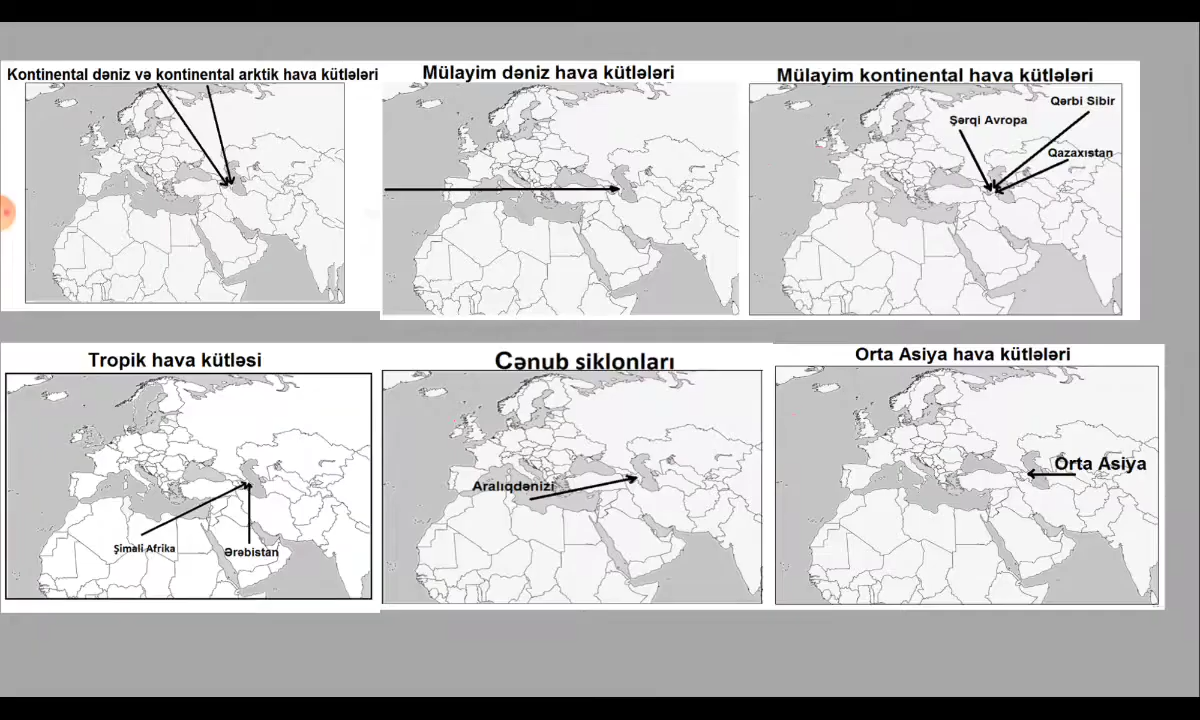 Kontinental dəniz və kontinental arktik hava kütlələri
Mülayim dəniz hava kütlələri
Mülayim kontinental hava kütlələri
Qərbi Sibir
Şərqi Avropa
Qazaxıstan
Tropik hava kütləsi
Şimali Afrika
Ərəbistan
Cənub siklonları
Aralıqdənizi
Orta Asiya hava kütlələri
Orta Asiya